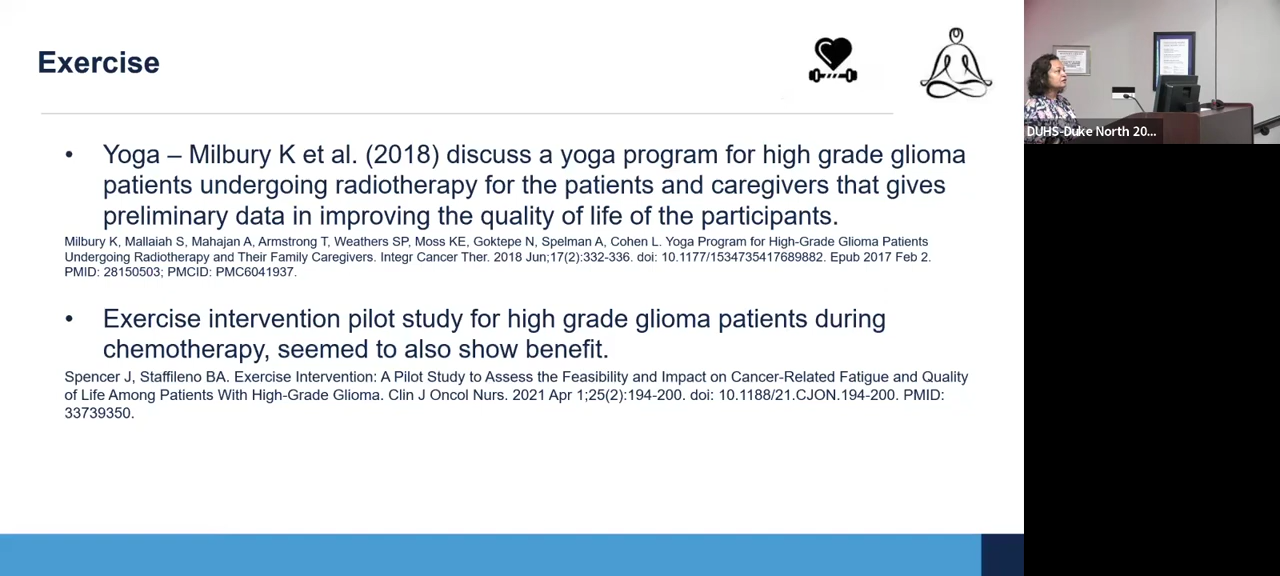 Exercise
• Yoga – Milbury K et al. (2018) discuss a yoga program for high grade glioma
patients undergoing radiotherapy for the patients and caregivers that gives
preliminary data in improving the quality of life of the participants.
Milbury K, Mallaiah S, Mahajan A, Armstrong T, Weathers SP, Moss KE, Goktepe N, Spelman A, Cohen L. Yoga Program for High-Grade Glioma Patients
Undergoing Radiotherapy and Their Family Caregivers. Integr Cancer Ther. 2018 Jun;17(2):332-336. doi: 10.1177/1534735417689882. Epub 2017 Feb 2.
PMID: 28150503; PMCID: PMC6041937.
• Exercise intervention pilot study for high grade glioma patients during
chemotherapy, seemed to also show benefit.
Spencer J, Staffileno BA. Exercise Intervention: A Pilot Study to Assess the Feasibility and Impact on Cancer-Related Fatigue and Quality
of Life Among Patients With High-Grade Glioma. Clin J Oncol Nurs. 2021 Apr 1;25(2):194-200. doi: 10.1188/21.CJON.194-200. PMID:
33739350.
DUHS-Duke North 20...